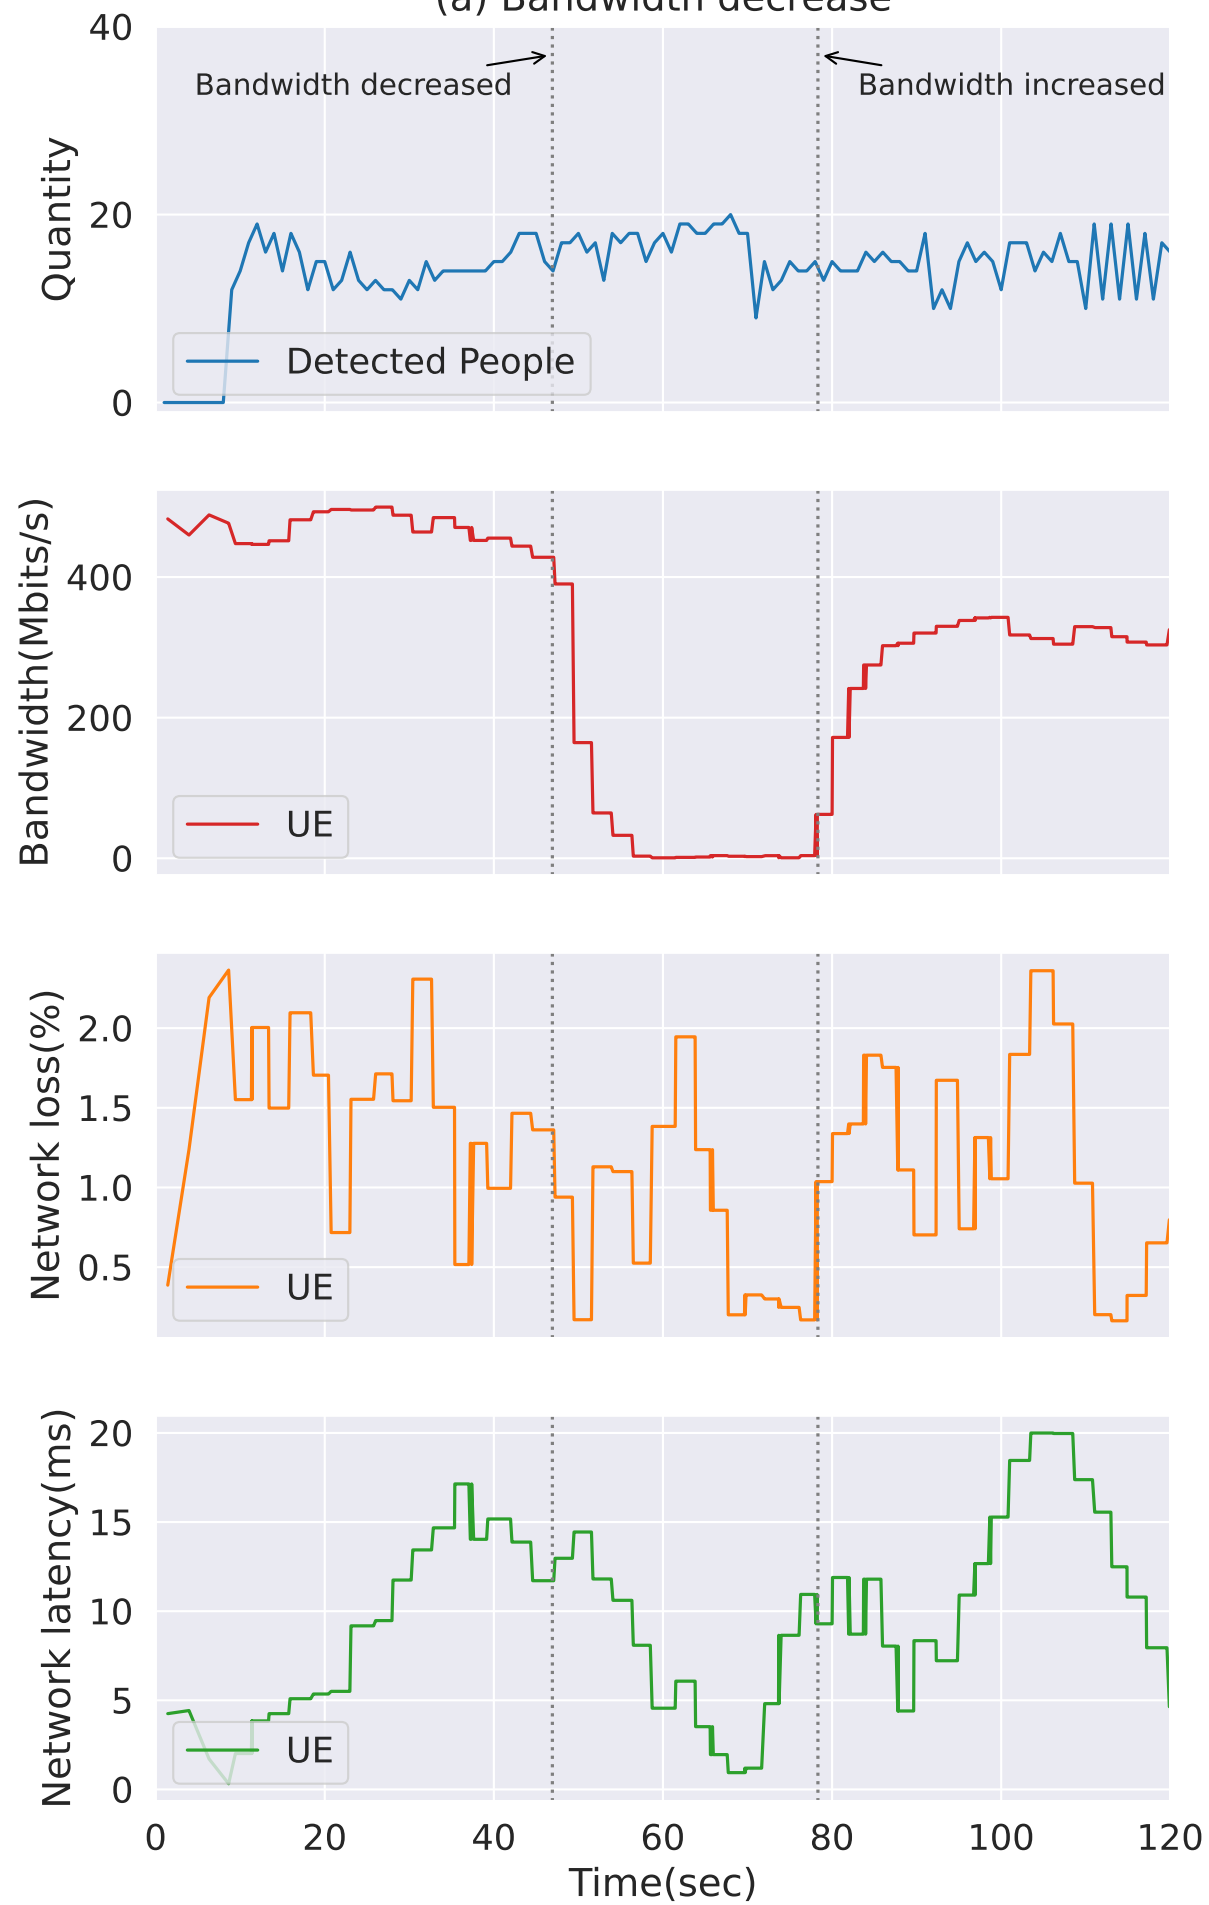 (a) Bandwidth decrease
40
Bandwidth decreased
Bandwidth increased
Quantity
20
Detected People
0
Bandwidth(Mbits/s)
400
200
UE
0
Network loss(%)
2.0
1.5
1.0
0.5
UE
Network latency(ms)
20
15
10
5
UE
0
0 20 40 60 80 100 120
Time(sec)